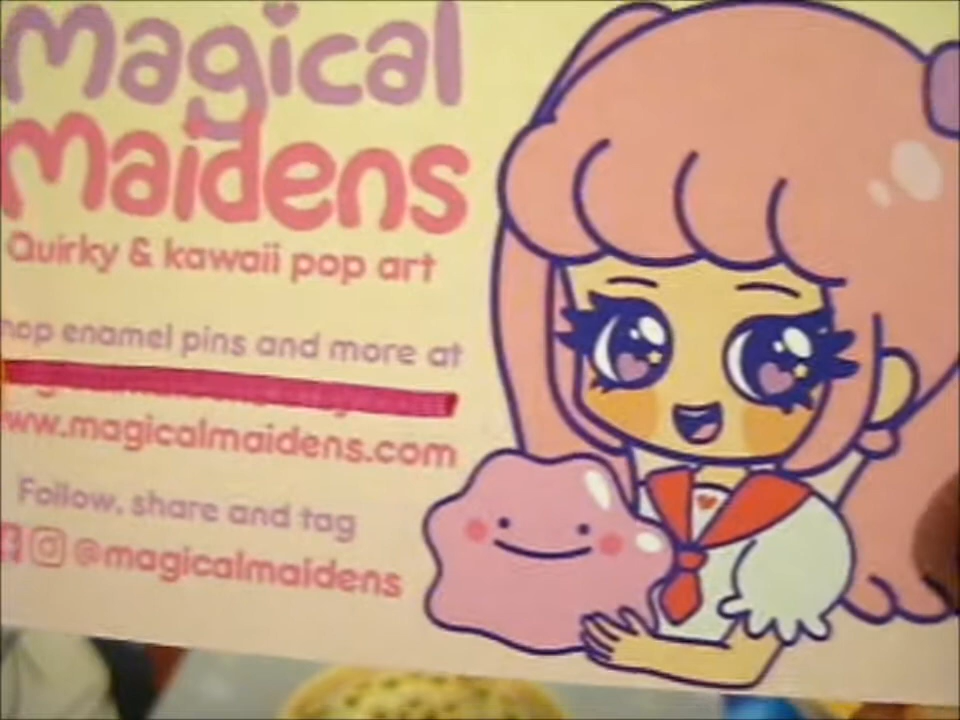 Magical
Maidens
Quirky & kawaii pop art
hop enamel pins and more at
www.magicalmaidens.com
Follow, share and tag
@magicalmaidens